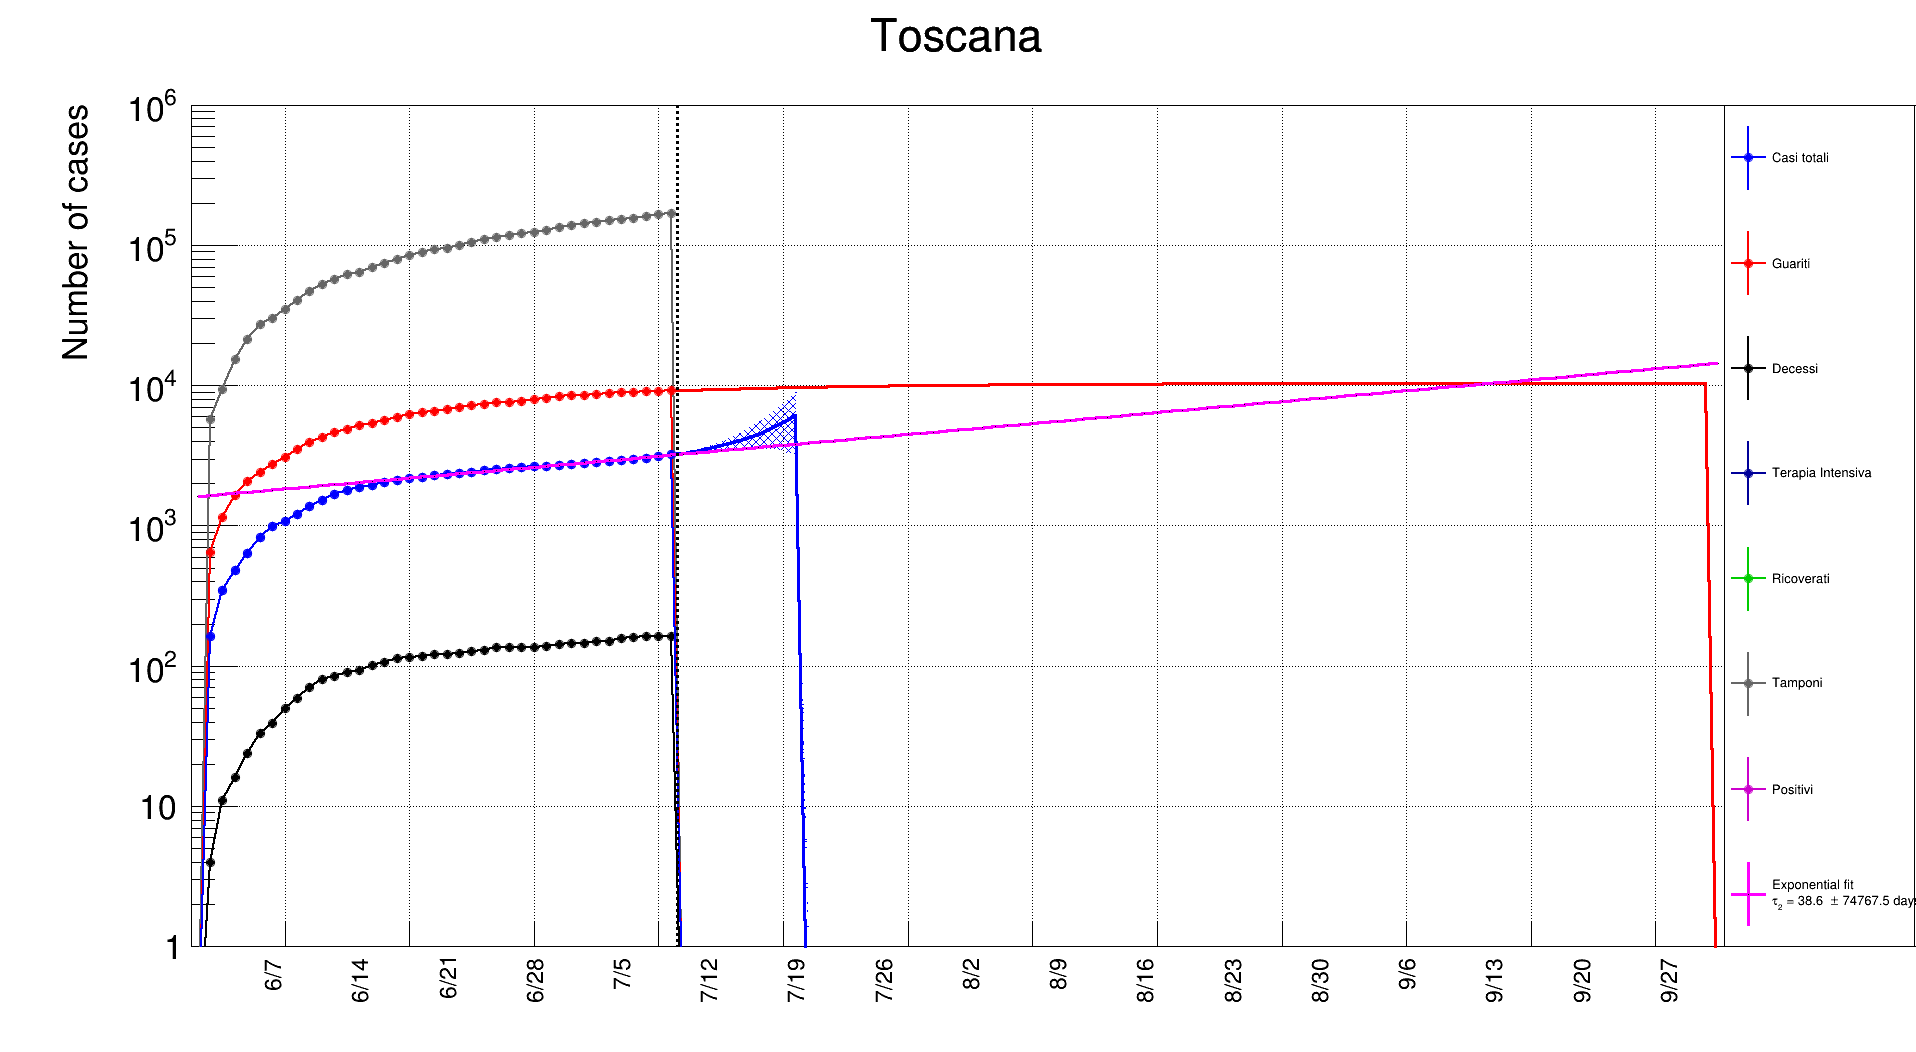 Toscana
Number of cases
10^6
10^5
10^4
10^3
10^2
10
1
6/7
6/14
6/21
6/28
7/5
7/12
7/19
7/26
8/2
8/9
8/16
8/23
8/30
9/6
9/13
9/20
9/27
Casi totali
Guariti
Decessi
Terapia Intensiva
Ricoverati
Tamponi
Positivi
Exponential fit
τ_2 = 38.6 ± 74767.5 days